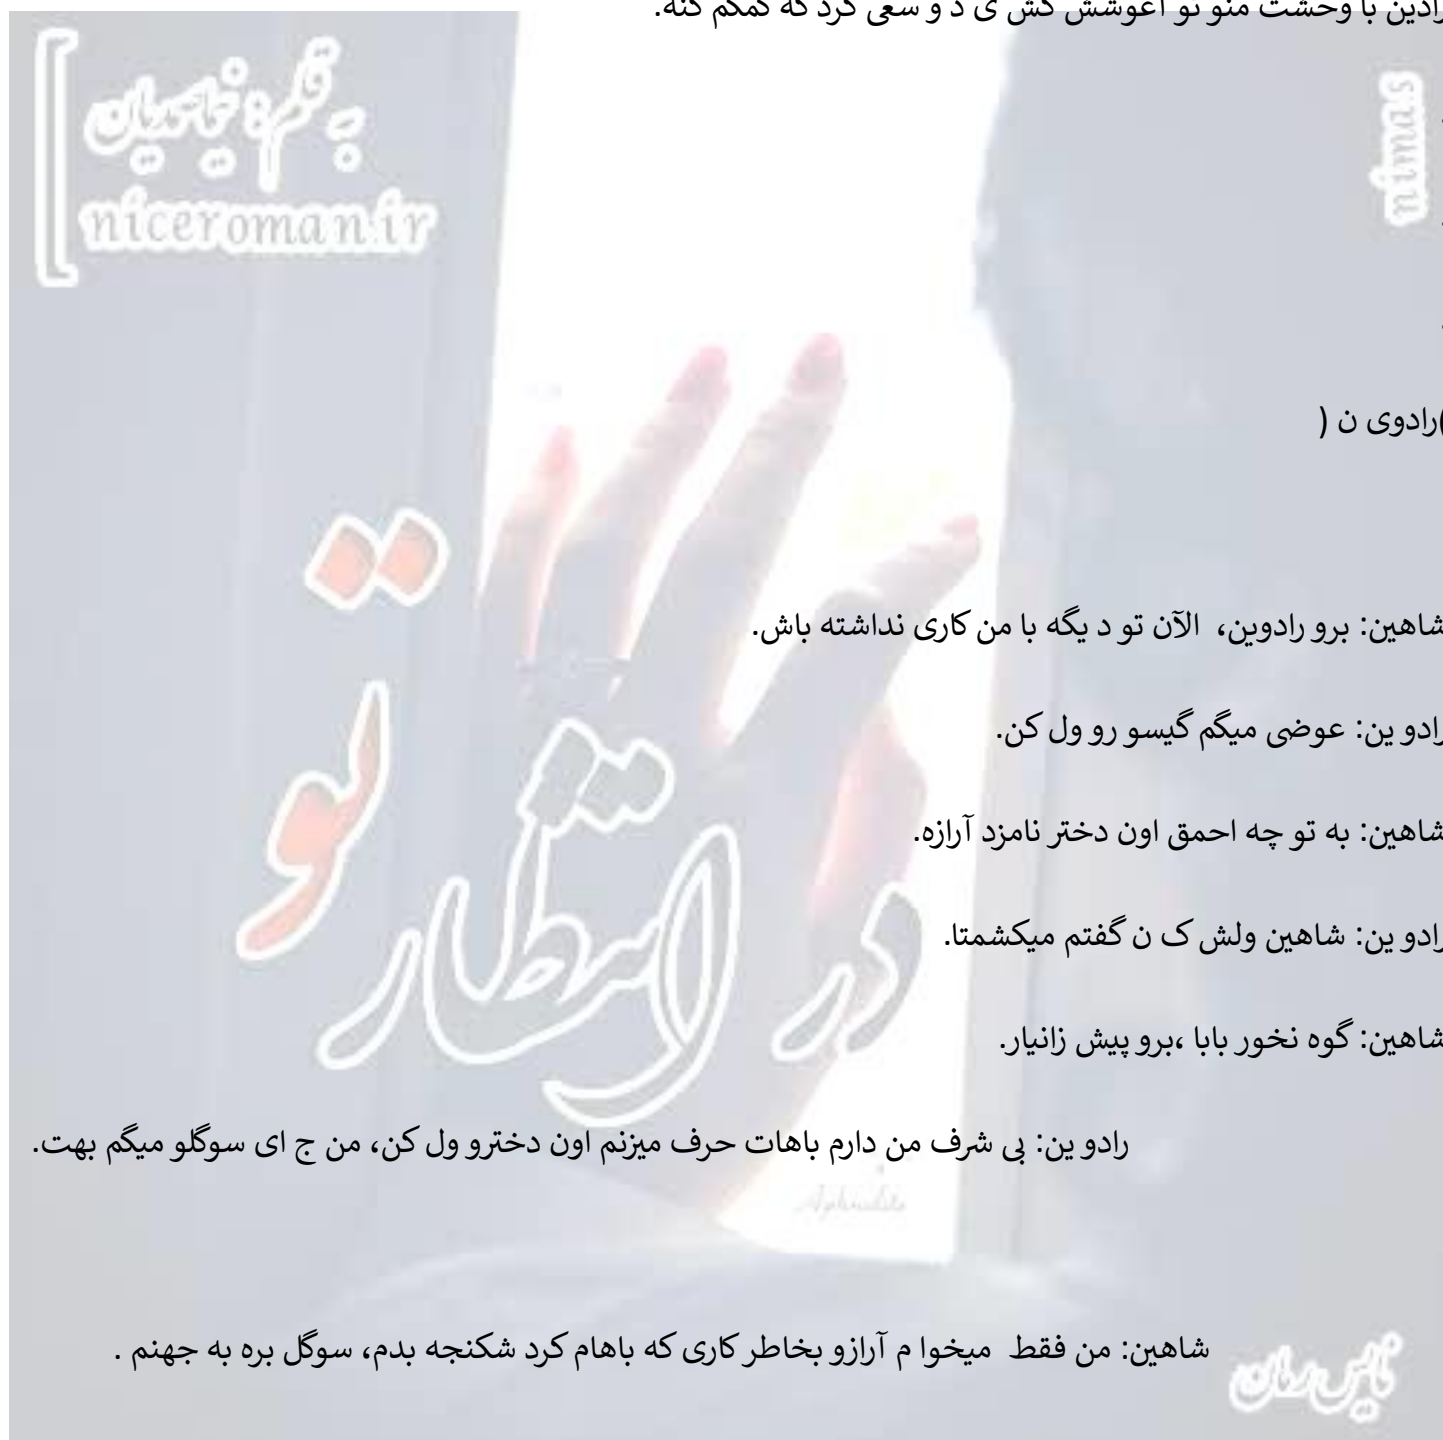 رادین با وحشت منو تو آغوشش کش ی د و سعی کرد که کمکم کنه.
به قلم:
niceroman.ir
nima.s
.
.
.
)رادوی ن (
در انتظار تو
شاهین: برو رادوین، الآن تو د یگه با من کاری نداشته باش.
رادو ین: عوضی میگم گیسو رو ول کن.
شاهین: به تو چه احمق اون دختر نامزد آرازه.
رادو ین: شاهین ولش ک ن گفتم میکشمتا.
شاهین: گوه نخور بابا ،برو پیش زانیار.
رادو ین: بی شرف من دارم باهات حرف میزنم اون دخترو ول کن، من ج ای سوگلو میگم بهت.
Aphrodite
شاهین: من فقط میخوا م آرازو بخاطر کاری که باهام کرد شکنجه بدم، سوگل بره به جهنم .
نایس رمان